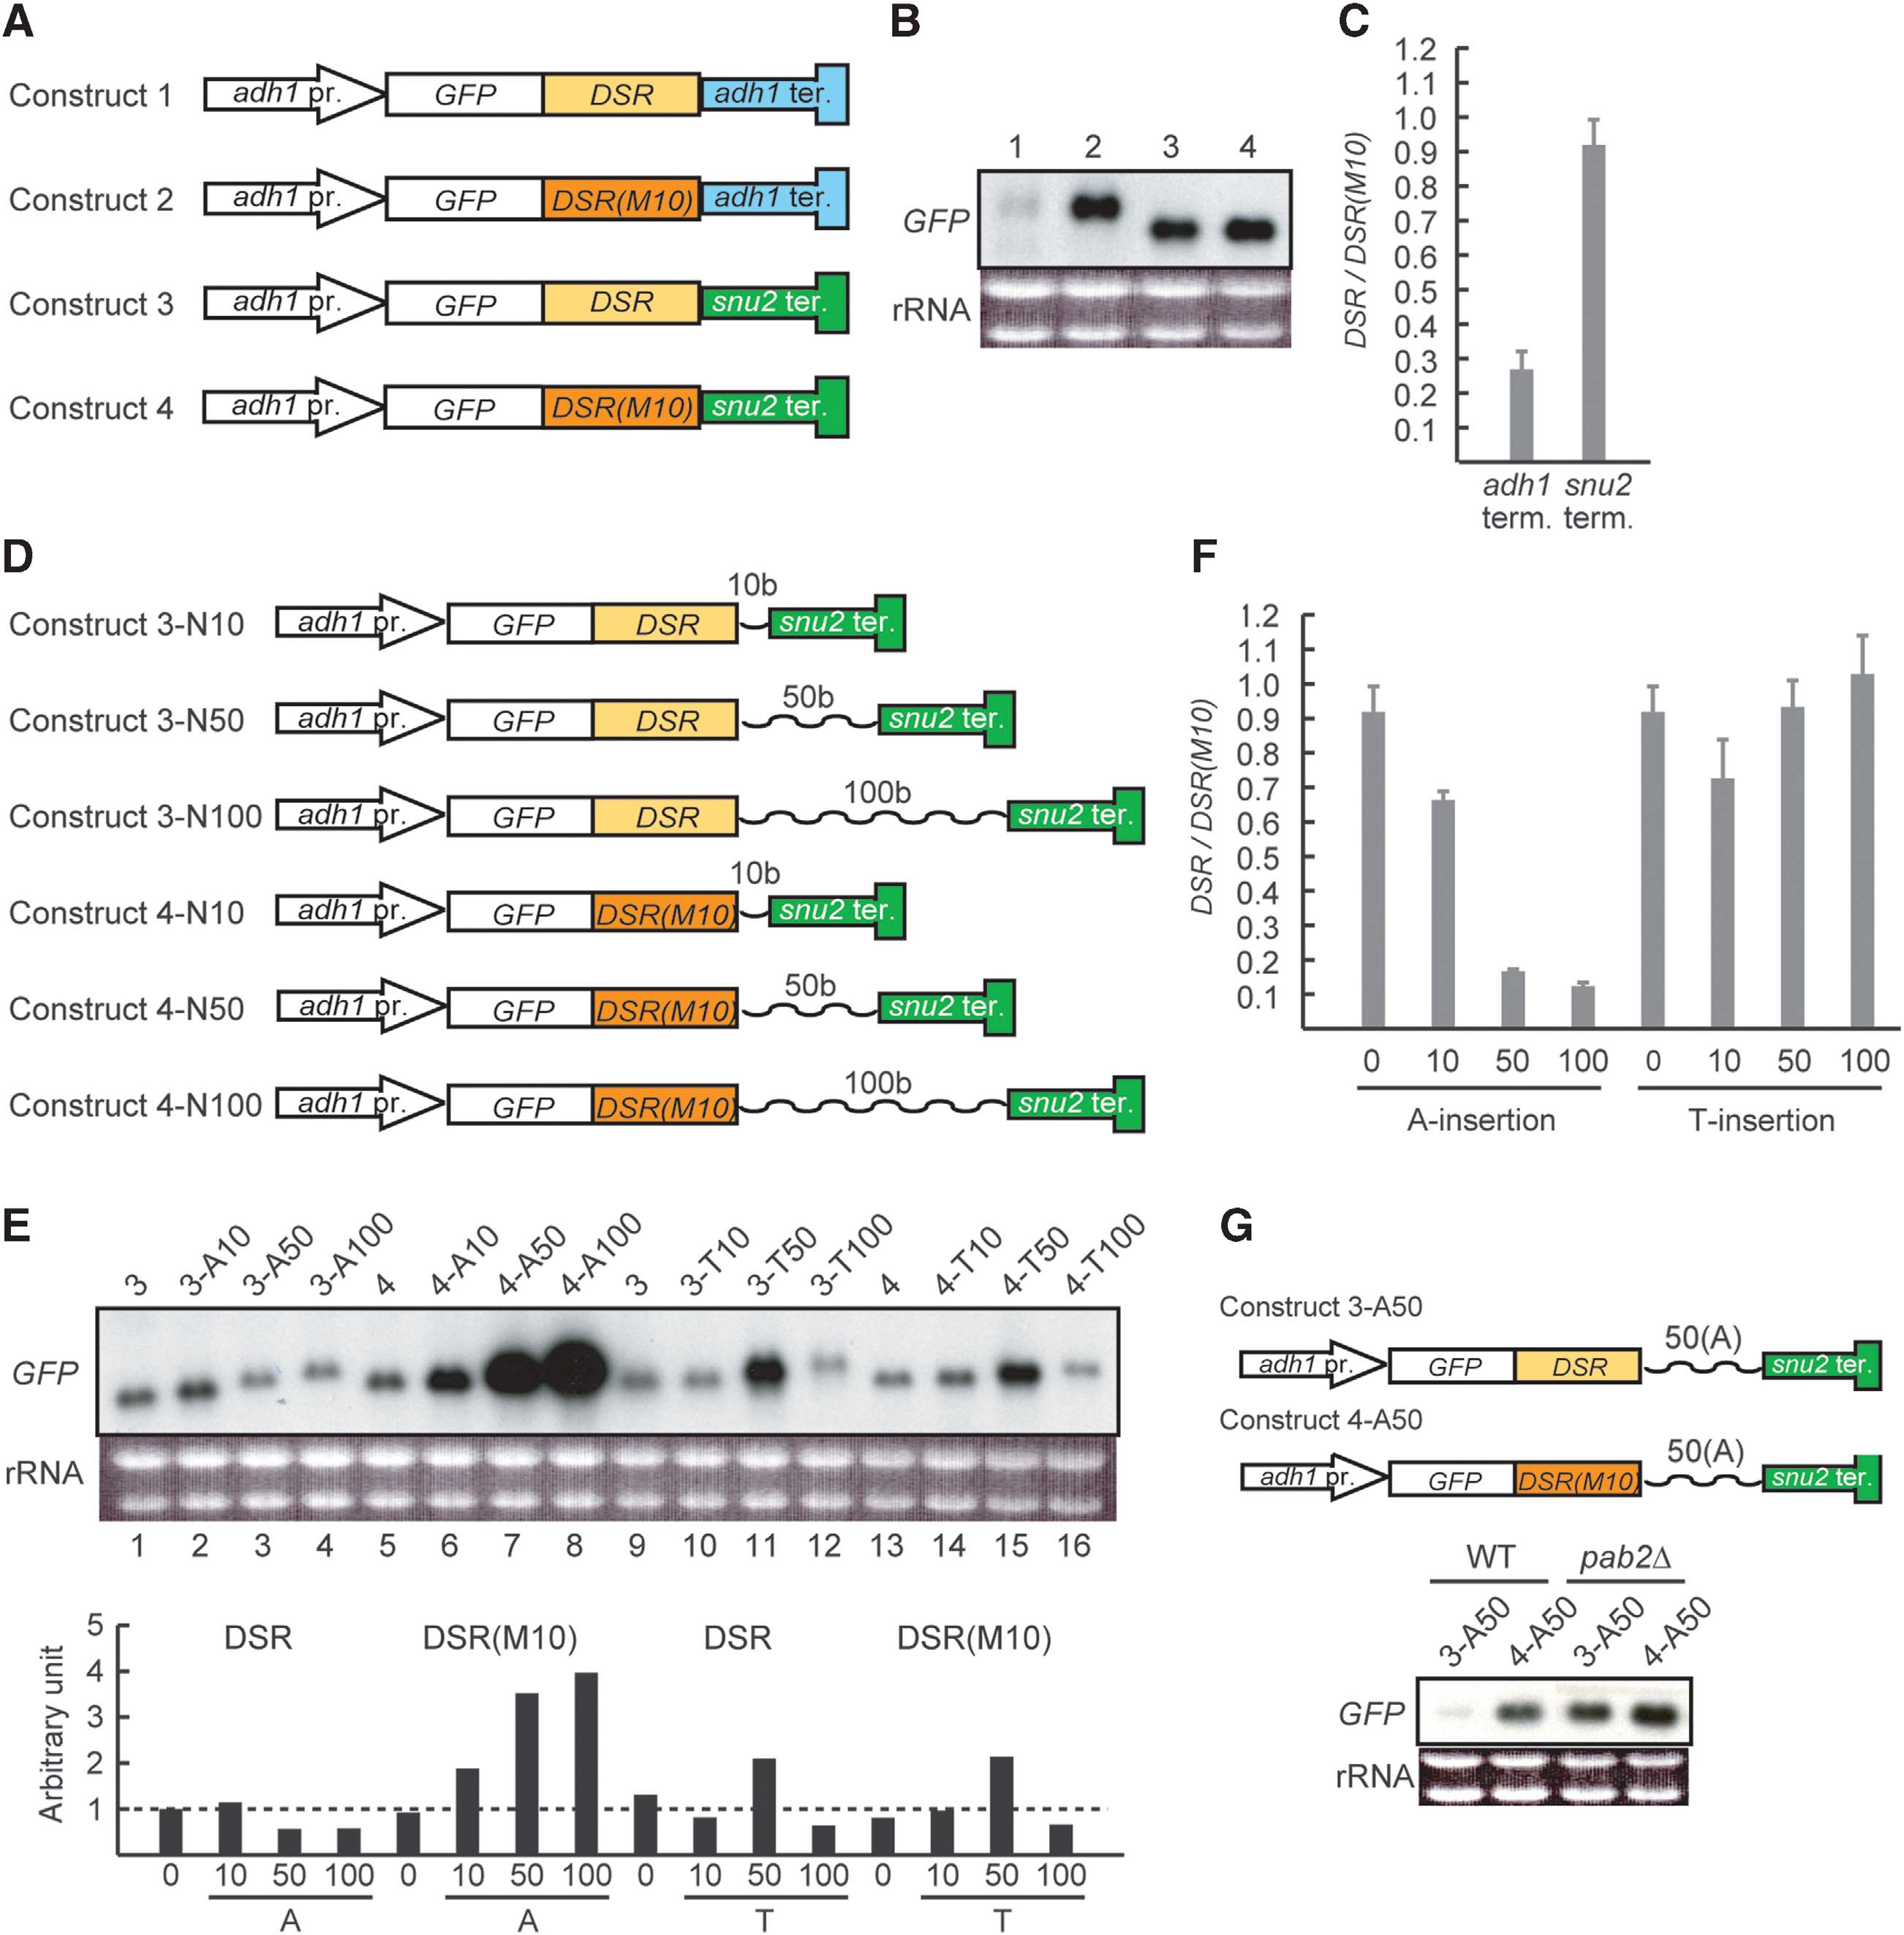 A
Construct 1 adh1 pr. GFP DSR adh1 ter.
Construct 2 adh1 pr. GFP DSR(M10) adh1 ter.
Construct 3 adh1 pr. GFP DSR snu2 ter.
Construct 4 adh1 pr. GFP DSR(M10) snu2 ter.
B
1 2 3 4
GFP
rRNA
C
DSR / DSR(M10)
1.2
1.1
1.0
0.9
0.8
0.7
0.6
0.5
0.4
0.3
0.2
0.1
adh1 snu2
term. term.
D
10b
Construct 3-N10 adh1 pr. GFP DSR snu2 ter.
50b
Construct 3-N50 adh1 pr. GFP DSR snu2 ter.
100b
Construct 3-N100 adh1 pr. GFP DSR snu2 ter.
10b
Construct 4-N10 adh1 pr. GFP DSR(M10) snu2 ter.
50b
Construct 4-N50 adh1 pr. GFP DSR(M10) snu2 ter.
100b
Construct 4-N100 adh1 pr. GFP DSR(M10) snu2 ter.
F
DSR / DSR(M10)
1.2
1.1
1.0
0.9
0.8
0.7
0.6
0.5
0.4
0.3
0.2
0.1
0 10 50 100 0 10 50 100
A-insertion T-insertion
E
3 3-A10 3-A50 3-A100 4 4-A10 4-A50 4-A100 3 3-T10 3-T50 3-T100 4 4-T10 4-T50 4-T100
GFP
rRNA
1 2 3 4 5 6 7 8 9 10 11 12 13 14 15 16
Arbitrary unit
5
4
3
2
1
DSR DSR(M10) DSR DSR(M10)
0 10 50 100 0 10 50 100 0 10 50 100 0 10 50 100
A A T T
G
Construct 3-A50
50(A)
adh1 pr. GFP DSR snu2 ter.
Construct 4-A50
50(A)
adh1 pr. GFP DSR(M10) snu2 ter.
WT pab2Δ
3-A50 4-A50 3-A50 4-A50
GFP
rRNA